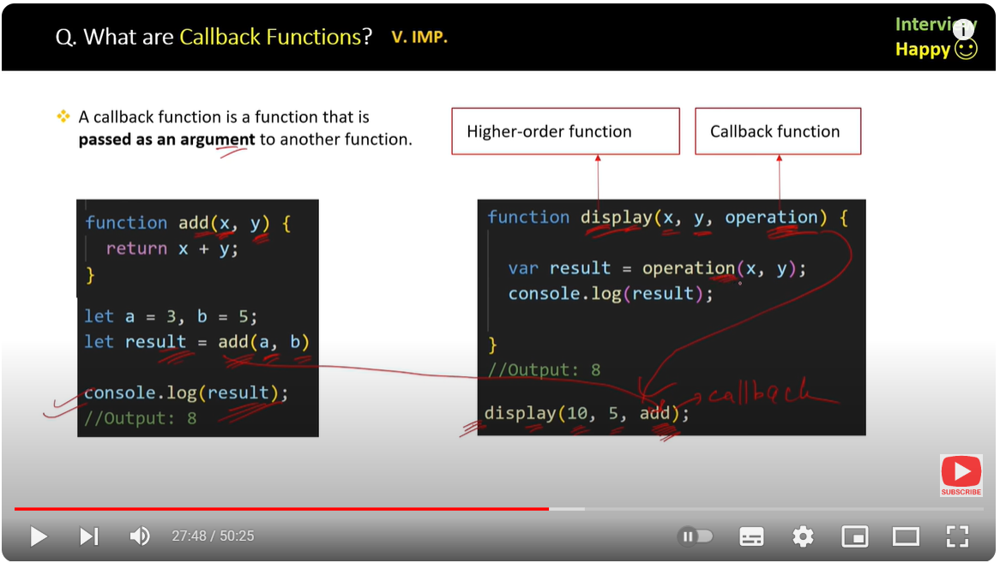 Q. What are Callback Functions? V. IMP.
Interview
Happy
A callback function is a function that is
passed as an argument to another function.
Higher-order function
Callback function
function add(x, y) {
return x + y;
}
let a = 3, b = 5;
let result = add(a, b)
console.log(result);
//Output: 8
function display(x, y, operation) {
var result = operation(x, y);
console.log(result);
}
//Output: 8
callback
display(10, 5, add);
SUBSCRIBE
27:48 / 50:25